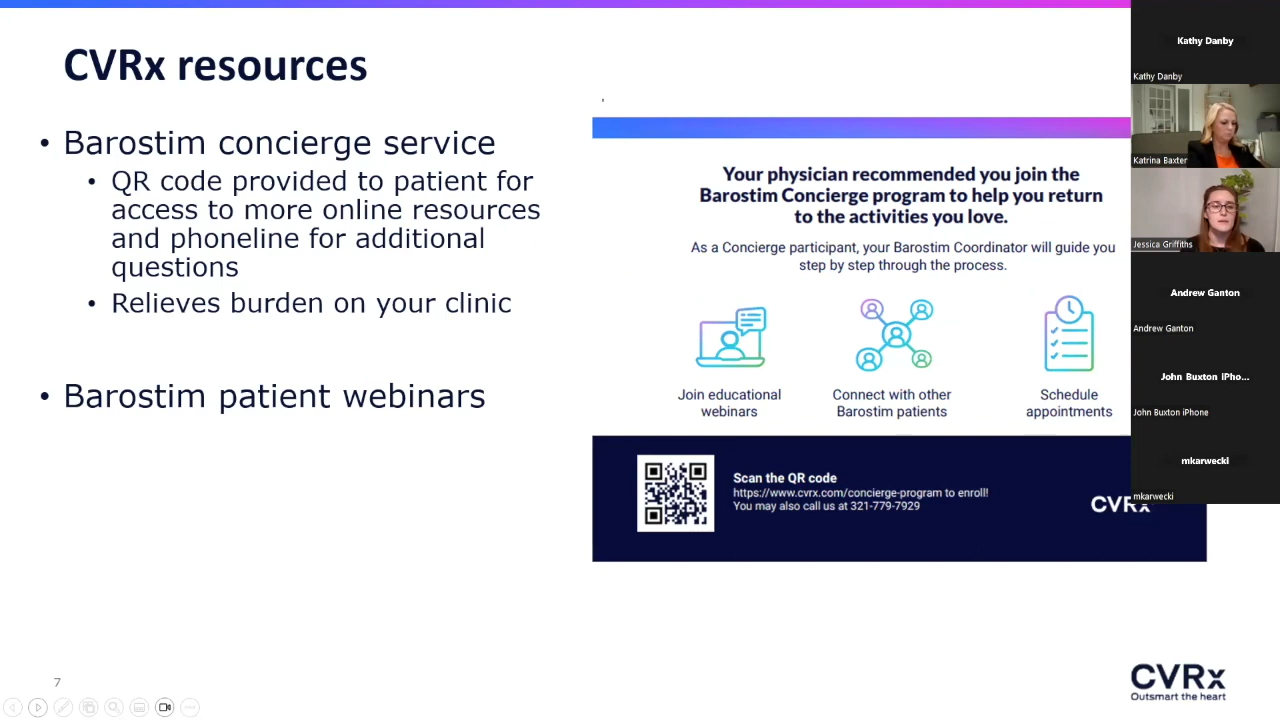 CVRx resources
• Barostim concierge service
• QR code provided to patient for
access to more online resources
and phoneline for additional
questions
• Relieves burden on your clinic
• Barostim patient webinars
Your physician recommended you join the
Barostim Concierge program to help you return
to the activities you love.
As a Concierge participant, your Barostim Coordinator will guide you
step by step through the process.
Join educational
webinars
Connect with other
Barostim patients
Schedule
appointments
Scan the QR code
https://www.cvrx.com/concierge-program to enroll!
You may also call us at 321-779-7929
CVRx
Kathy Danby
Kathy Danby
Katrina Baxter
Jessica Griffiths
Andrew Ganton
Andrew Ganton
John Buxton iPho...
John Buxton iPhone
mkarwecki
mkarwecki
7
CVRx
Outsmart the heart